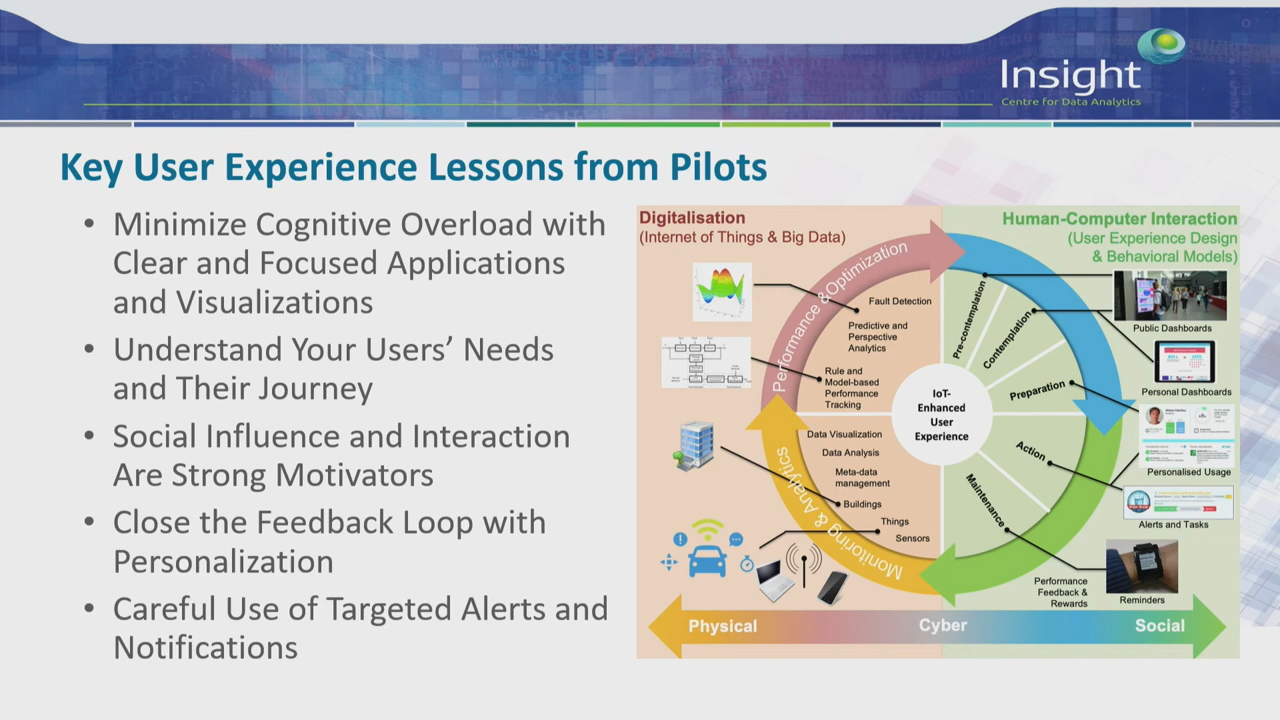 Insight
Centre for Data Analytics
Key User Experience Lessons from Pilots
• Minimize Cognitive Overload with
Clear and Focused Applications
and Visualizations
• Understand Your Users’ Needs
and Their Journey
• Social Influence and Interaction
Are Strong Motivators
• Close the Feedback Loop with
Personalization
• Careful Use of Targeted Alerts and
Notifications
Digitalisation
(Internet of Things & Big Data)
Human-Computer Interaction
(User Experience Design
& Behavioral Models)
Performance & Optimization
Fault Detection
Predictive and
Perspective
Analytics
Rule and
Model-based
Performance
Tracking
Data Visualization
Data Analysis
Meta-data
management
Buildings
Things
Sensors
Monitoring & Analytics
IoT-
Enhanced
User
Experience
Pre-contemplation
Contemplation
Preparation
Action
Maintenance
Public Dashboards
Personal Dashboards
Personalised Usage
Alerts and Tasks
Performance
Feedback &
Rewards
Reminders
Physical
Cyber
Social